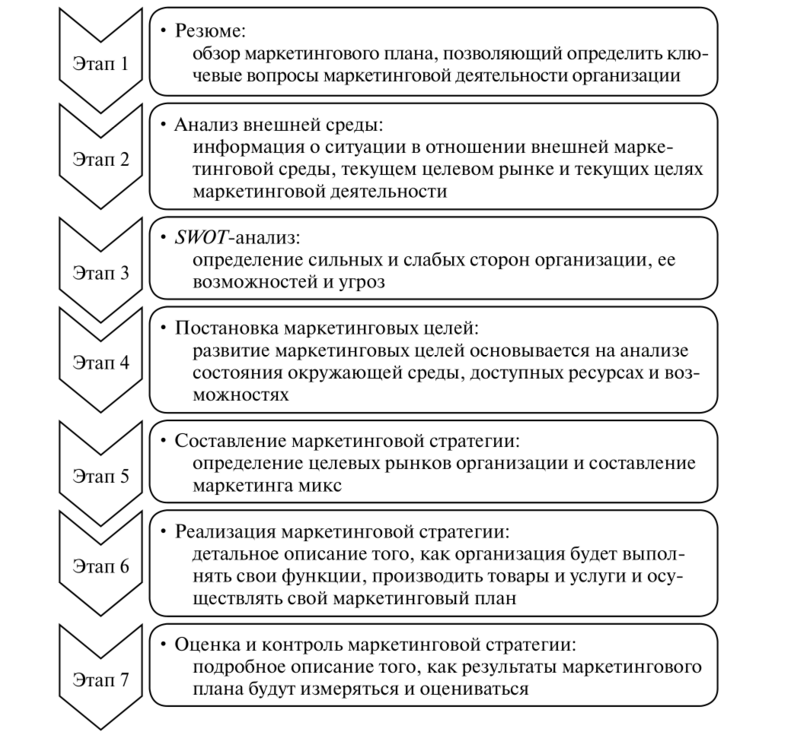 Этап 1
• Резюме:
обзор маркетингового плана, позволяющий определить клю-
чевые вопросы маркетинговой деятельности организации
Этап 2
• Анализ внешней среды:
информация о ситуации в отношении внешней марке-
тинговой среды, текущем целевом рынке и текущих целях
маркетинговой деятельности
Этап 3
• SWOT-анализ:
определение сильных и слабых сторон организации, ее
возможностей и угроз
Этап 4
• Постановка маркетинговых целей:
развитие маркетинговых целей основывается на анализе
состояния окружающей среды, доступных ресурсах и воз-
можностях
Этап 5
• Составление маркетинговой стратегии:
определение целевых рынков организации и составление
маркетинга микс
Этап 6
• Реализация маркетинговой стратегии:
детальное описание того, как организация будет выпол-
нять свои функции, производить товары и услуги и осу-
ществлять свой маркетинговый план
Этап 7
• Оценка и контроль маркетинговой стратегии:
подробное описание того, как результаты маркетингового
плана будут измеряться и оцениваться